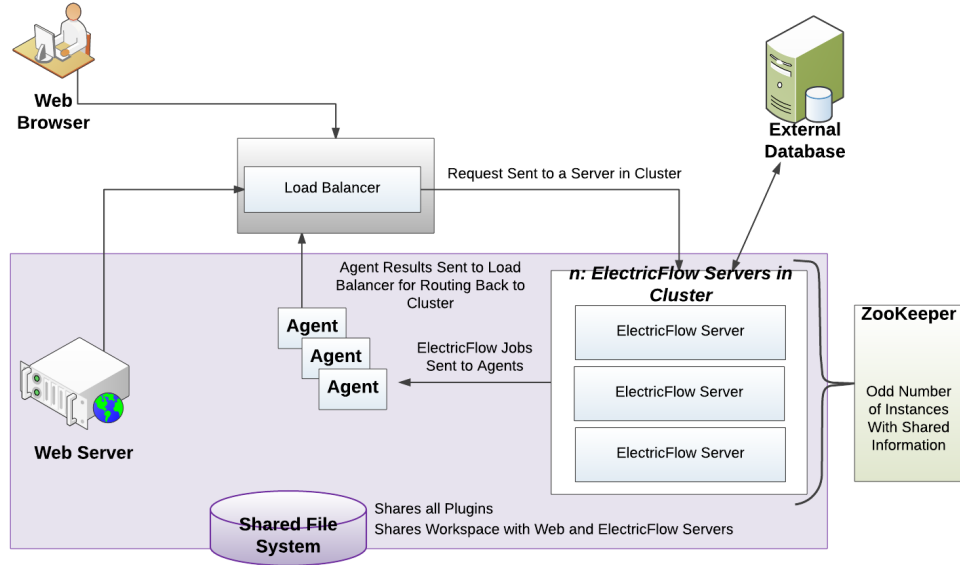 Web
Browser
External
Database
Load Balancer
Request Sent to a Server in Cluster
Agent Results Sent to Load
Balancer for Routing Back to
Cluster
n: ElectricFlow Servers in
Cluster
ElectricFlow Server
ElectricFlow Server
ElectricFlow Server
Agent
Agent
Agent
ElectricFlow Jobs
Sent to Agents
ZooKeeper
Odd Number
of Instances
With Shared
Information
Web Server
Shared File
System
Shares all Plugins
Shares Workspace with Web and ElectricFlow Servers